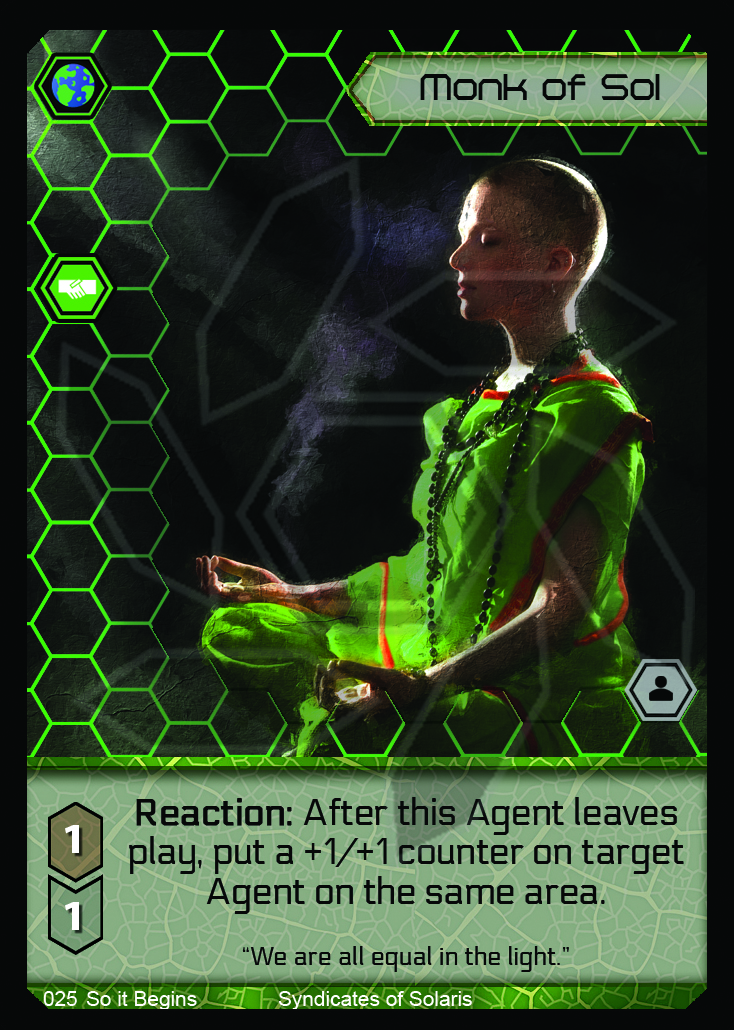 Monk of Sol
1
1
Reaction: After this Agent leaves
play, put a +1/+1 counter on target
Agent on the same area.
“We are all equal in the light.”
025 So it Begins Syndicates of Solaris